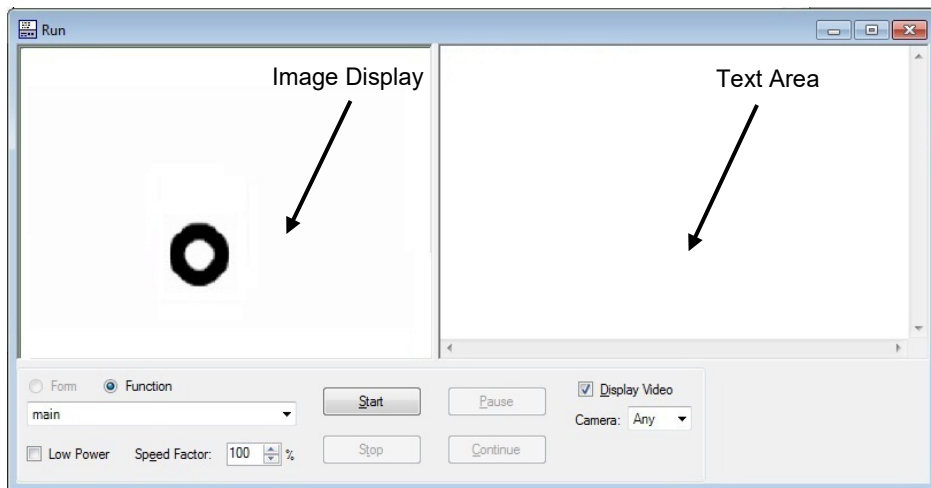 Run
Image Display
Text Area
Form Function
main
Start
Pause
Display Video
Camera: Any
Low Power Speed Factor: 100 %
Stop
Continue